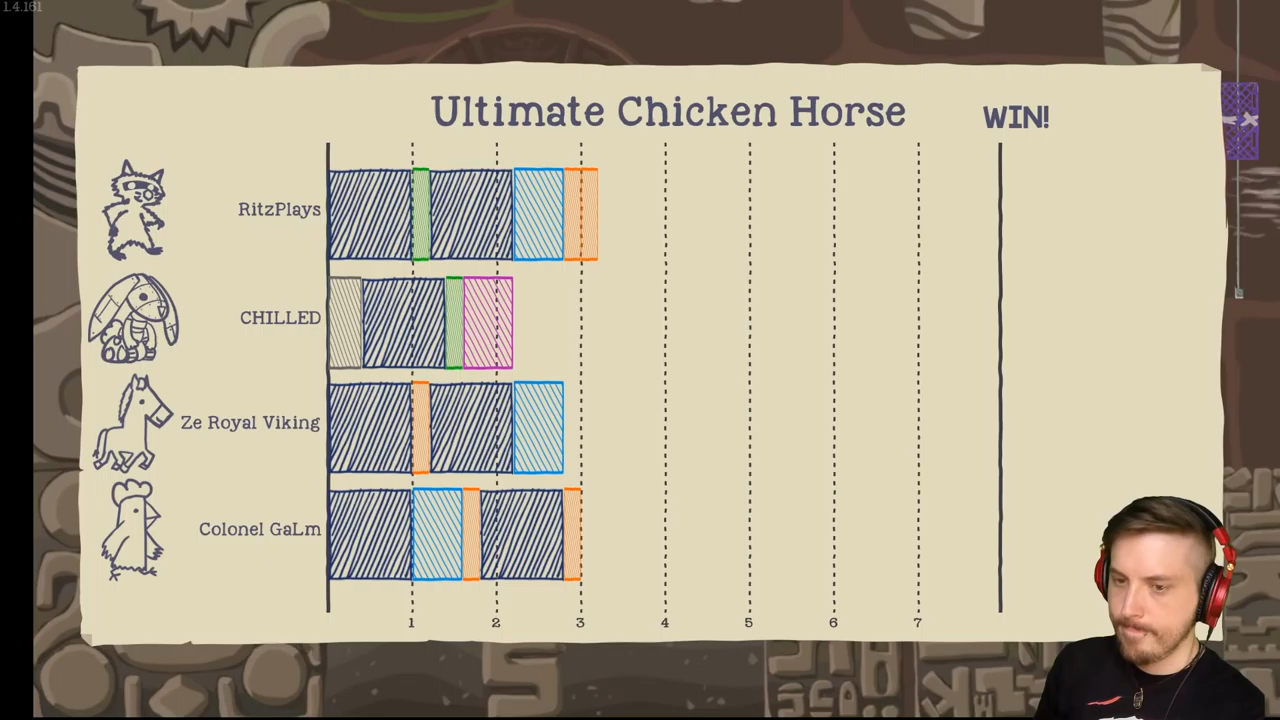 1.4.161
Ultimate Chicken Horse
WIN!
RitzPlays
CHILLED
Ze Royal Viking
Colonel GaLm
1 2 3 4 5 6 7